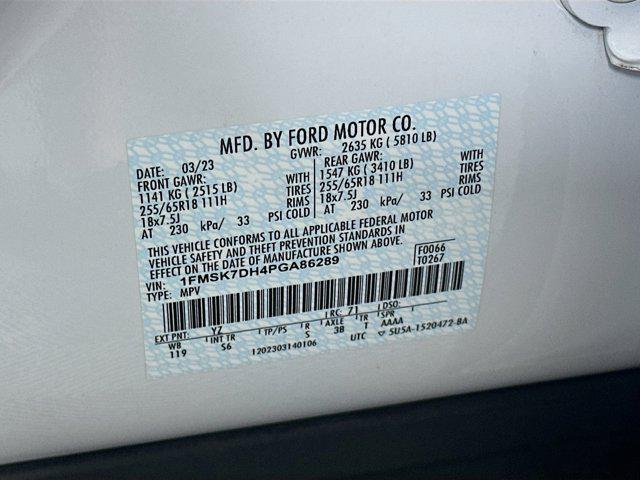 MFD. BY FORD MOTOR CO.
DATE: 03/23 GVWR: 2635 KG ( 5810 LB)
FRONT GAWR: WITH REAR GAWR: WITH
1141 KG ( 2515 LB) TIRES 1547 KG ( 3410 LB) TIRES
255/65R18 111H RIMS 255/65R18 111H RIMS
18x7.5J 18x7.5J
AT 230 kPa/ 33 PSI COLD AT 230 kPa/ 33 PSI COLD
THIS VEHICLE CONFORMS TO ALL APPLICABLE FEDERAL MOTOR
VEHICLE SAFETY AND THEFT PREVENTION STANDARDS IN
EFFECT ON THE DATE OF MANUFACTURE SHOWN ABOVE.
VIN: 1FMSK7DH4PGA86289 F0066
TYPE: MPV T0267
EXT PNT: YZ RC: 71 DSO:
WB INT TR TP/PS R AXLE TR SPR
119 S6 S 3B T AAAA
1202303140106 UTC ▽ 5U5A-1520472-BA